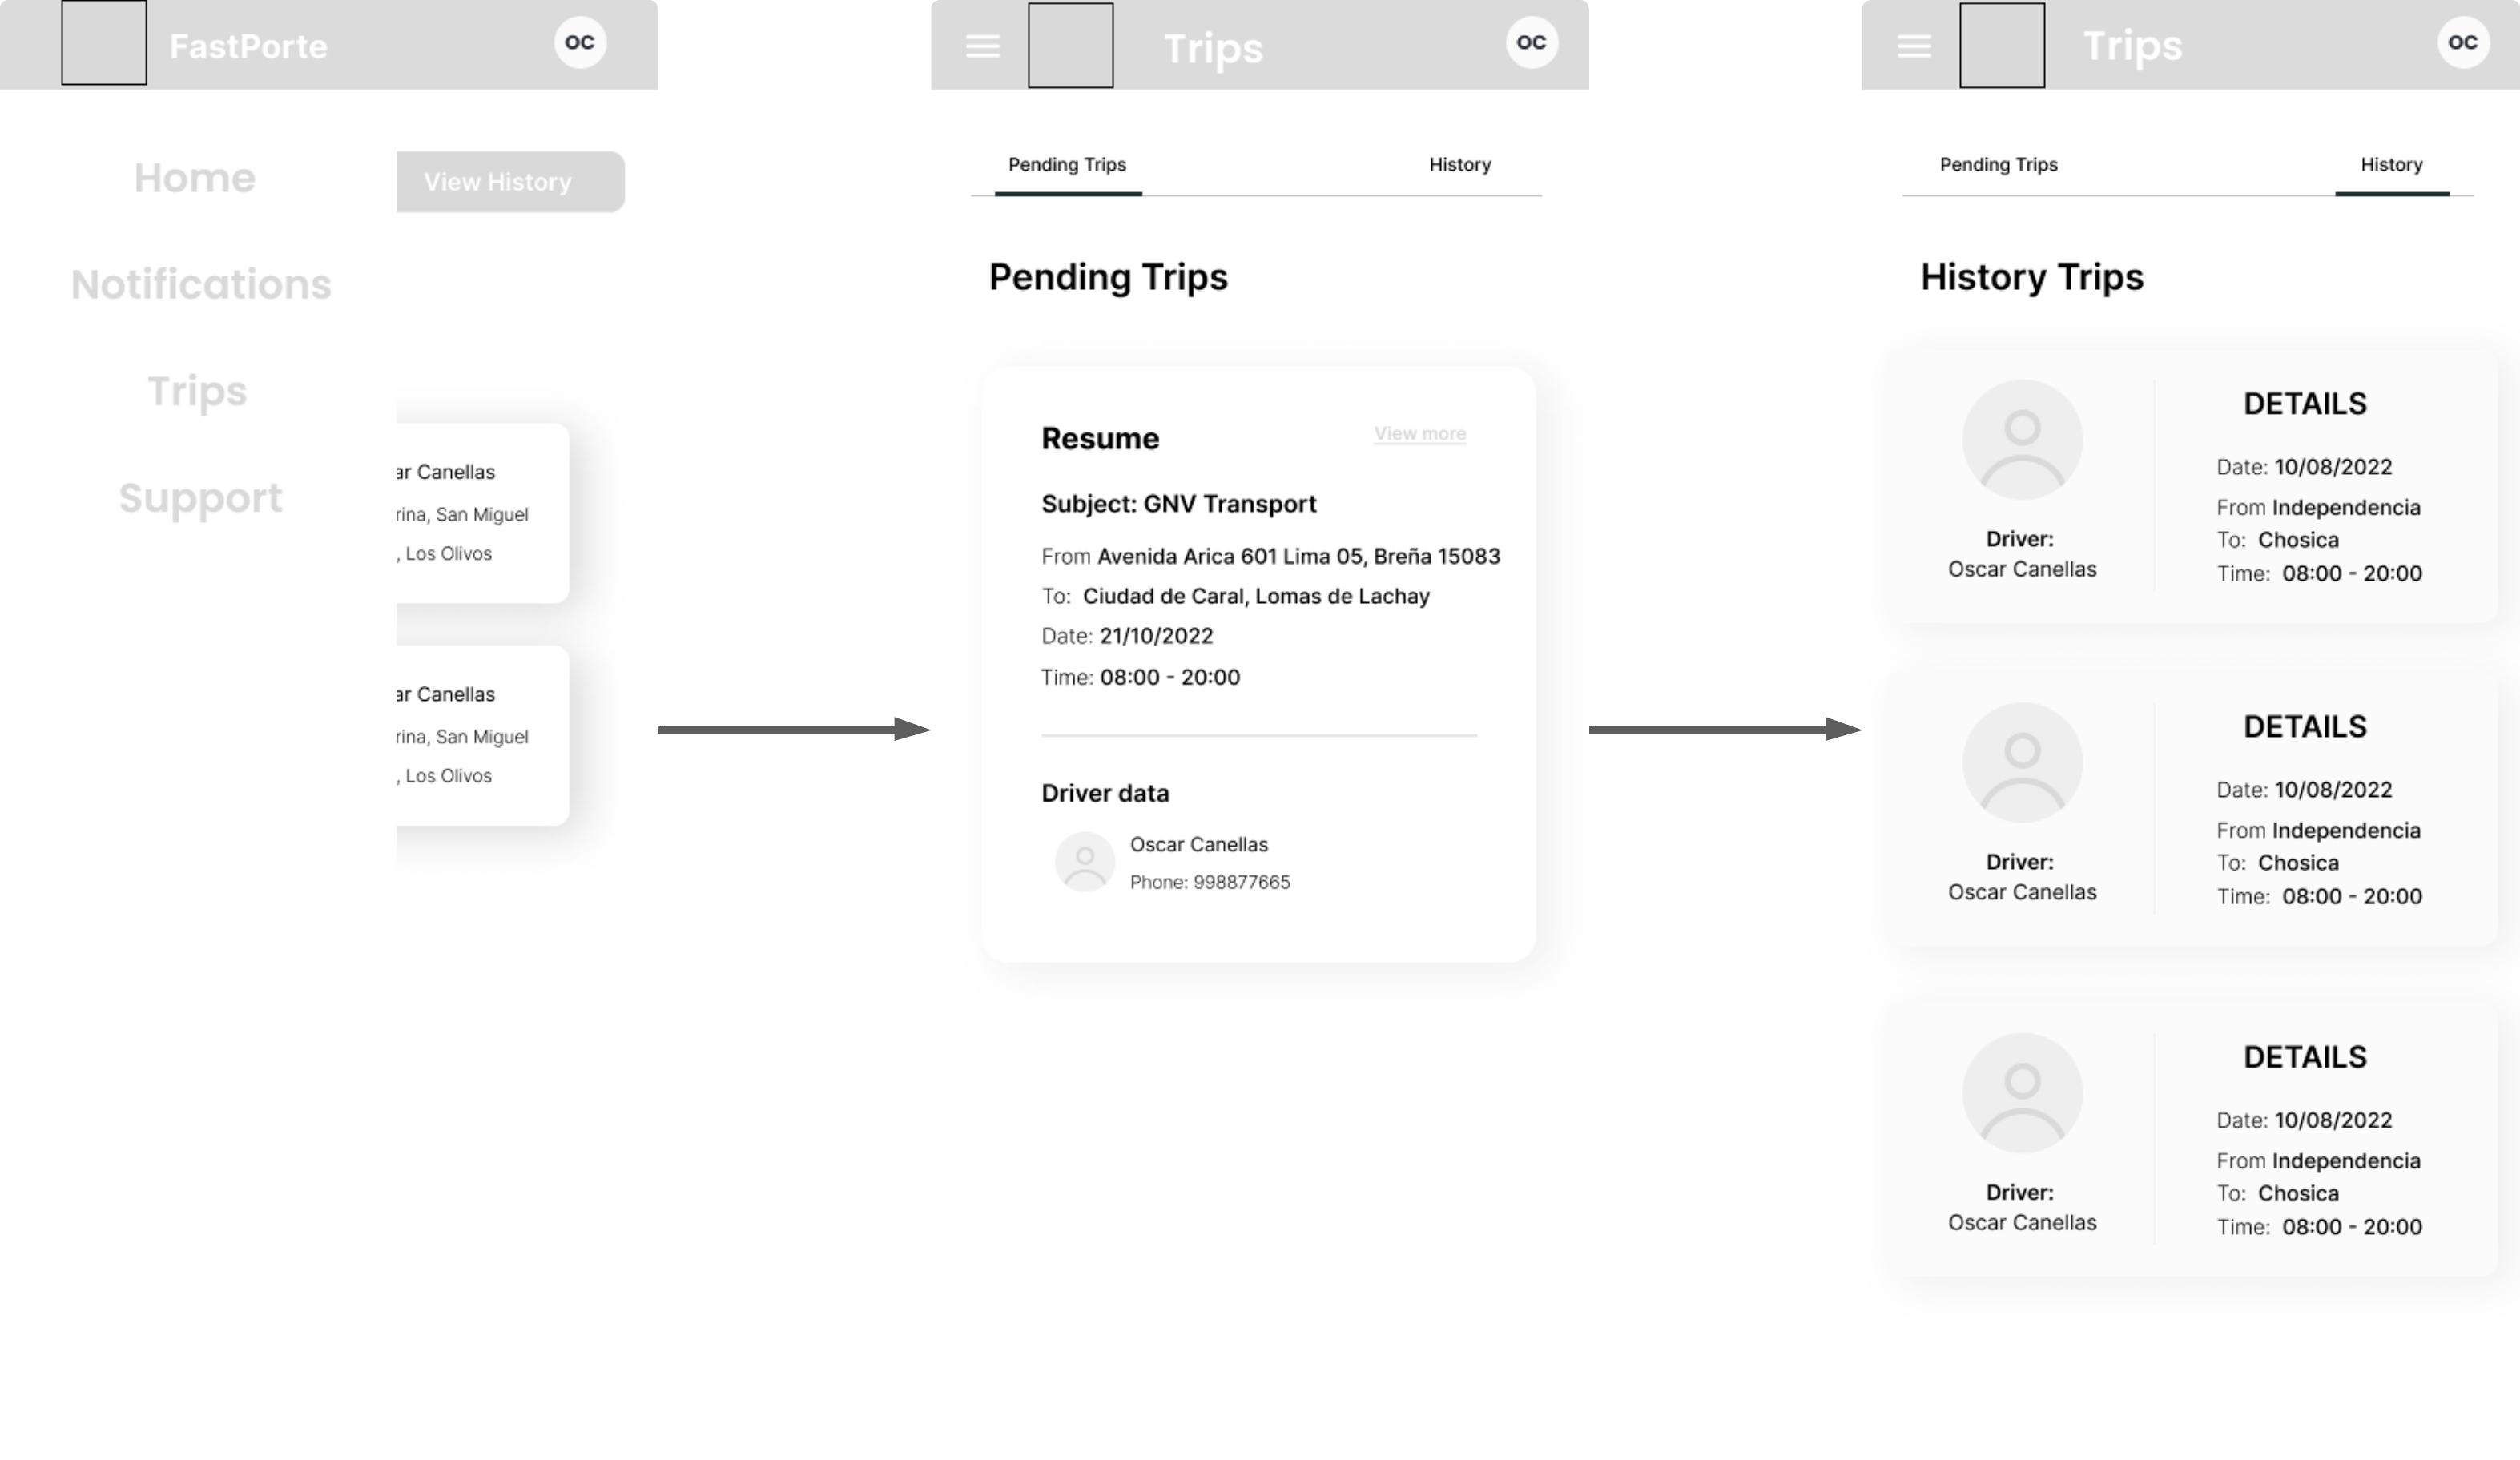 FastPorte
OC
Home
View History
Notifications
Trips
Support
ar Canellas
rina, San Miguel
, Los Olivos
ar Canellas
rina, San Miguel
, Los Olivos
Trips
OC
Pending Trips
History
Pending Trips
Resume
View more
Subject: GNV Transport
From Avenida Arica 601 Lima 05, Breña 15083
To: Ciudad de Caral, Lomas de Lachay
Date: 21/10/2022
Time: 08:00 - 20:00
Driver data
Oscar Canellas
Phone: 998877665
Trips
OC
Pending Trips
History
History Trips
Driver:
Oscar Canellas
DETAILS
Date: 10/08/2022
From Independencia
To: Chosica
Time: 08:00 - 20:00
Driver:
Oscar Canellas
DETAILS
Date: 10/08/2022
From Independencia
To: Chosica
Time: 08:00 - 20:00
Driver:
Oscar Canellas
DETAILS
Date: 10/08/2022
From Independencia
To: Chosica
Time: 08:00 - 20:00